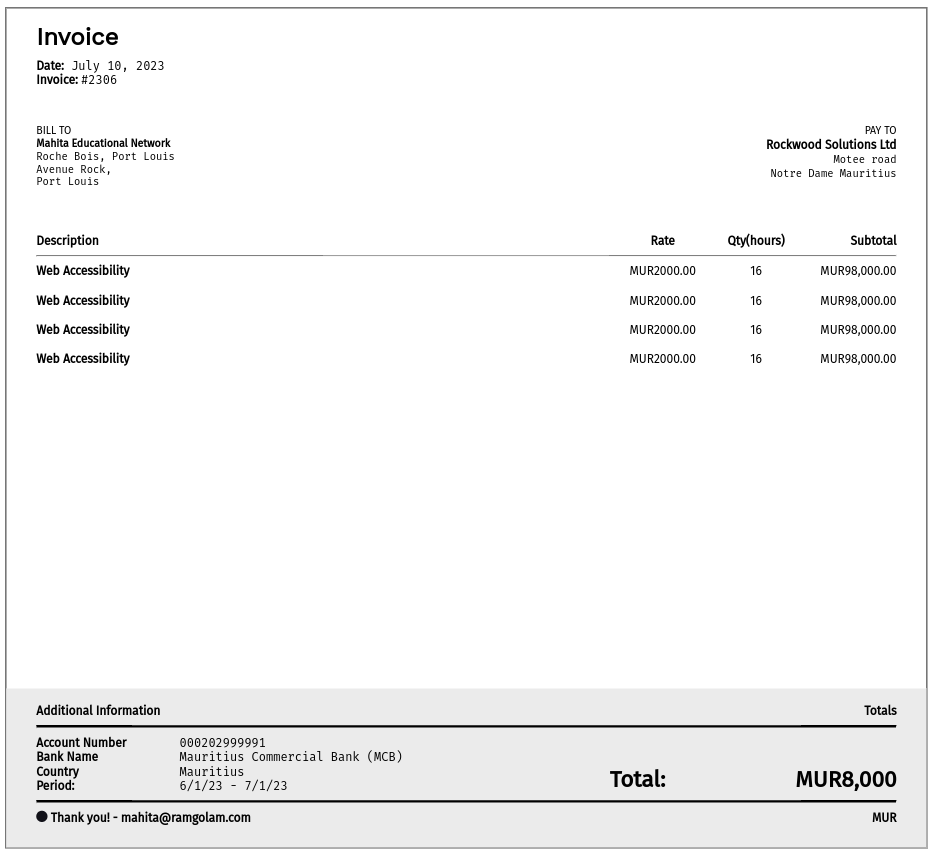 Invoice
Date: July 10, 2023
Invoice: #2306
BILL TO
Mahita Educational Network
Roche Bois, Port Louis
Avenue Rock,
Port Louis
PAY TO
Rockwood Solutions Ltd
Motee road
Notre Dame Mauritius
Description Rate Qty(hours) Subtotal
Web Accessibility MUR2000.00 16 MUR98,000.00
Web Accessibility MUR2000.00 16 MUR98,000.00
Web Accessibility MUR2000.00 16 MUR98,000.00
Web Accessibility MUR2000.00 16 MUR98,000.00
Additional Information Totals
Account Number 000202999991
Bank Name Mauritius Commercial Bank (MCB)
Country Mauritius
Period: 6/1/23 - 7/1/23
Total: MUR8,000
Thank you! - mahita@ramgolam.com MUR